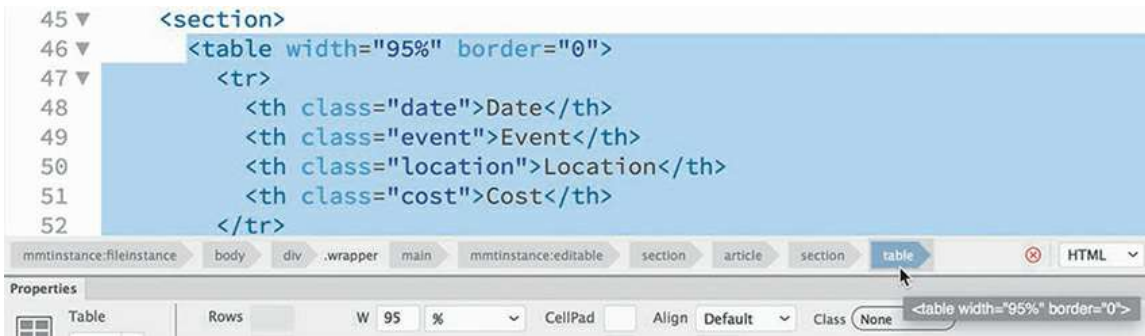 45 ▼ <section>
46 ▼ <table width="95%" border="0">
47 ▼ <tr>
48 <th class="date">Date</th>
49 <th class="event">Event</th>
50 <th class="location">Location</th>
51 <th class="cost">Cost</th>
52 </tr>
mmtinstance:fileinstance body div .wrapper main mmtinstance:editable section article section table HTML
Properties
Table Rows W 95 % CellPad Align Default Class None
<table width="95%" border="0">